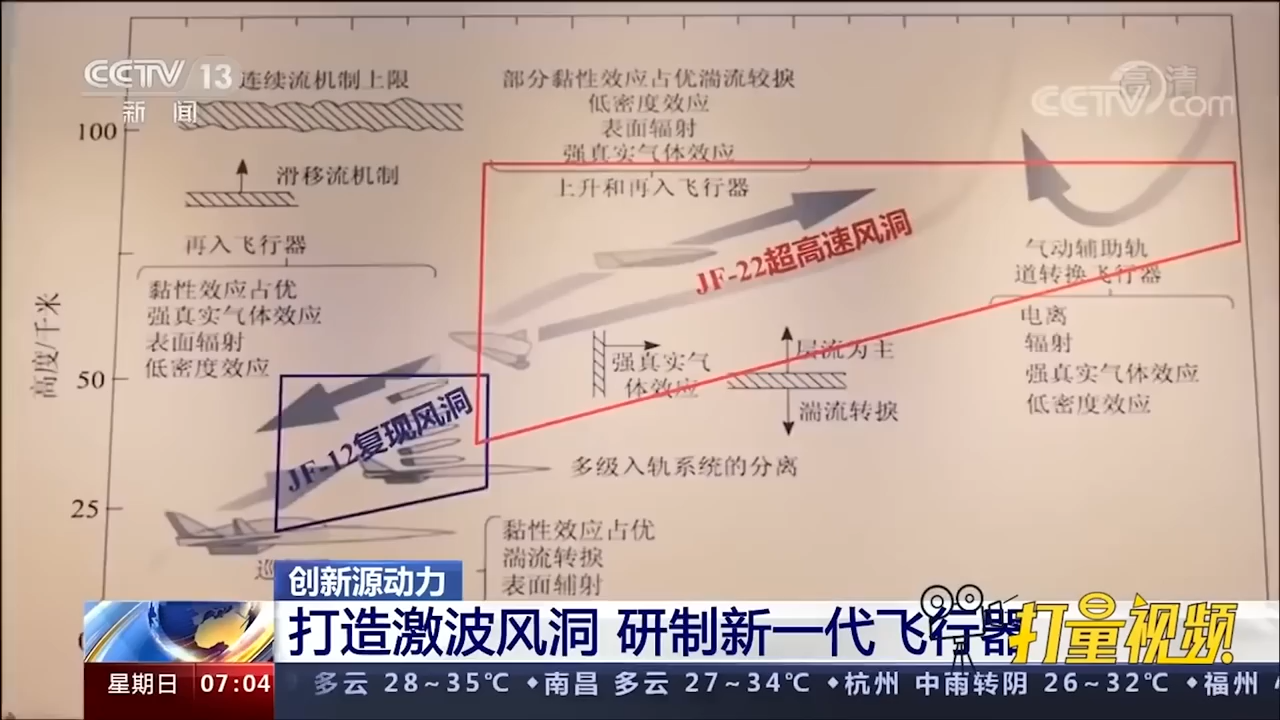 CCTV 13
新闻
高清
CCTV com
连续流机制上限
部分黏性效应占优湍流较捩
低密度效应
表面辐射
强真实气体效应
100
滑移流机制
上升和再入飞行器
再入飞行器
JF-22超高速风洞
气动辅助轨
道转换飞行器
黏性效应占优
强真实气体效应
表面辐射
低密度效应
高度/千米
电离
辐射
强真实气体效应
低密度效应
强真实气
体效应
层流为主
湍流转捩
50
JF-12复现风洞
多级入轨系统的分离
25
黏性效应占优
湍流转捩
表面辅射
创新源动力
打造激波风洞 研制新一代飞行器
打量视频
星期日 07:04
多云 28~35℃ ◆南昌 多云 27~34℃ ◆杭州 中雨转阴 26~32℃ ◆福州